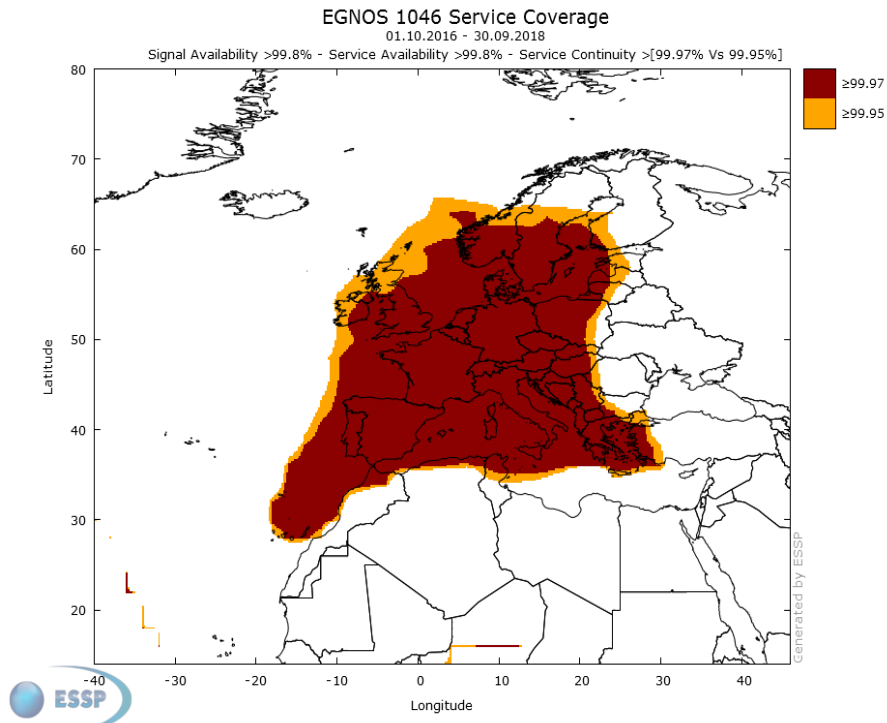 EGNOS 1046 Service Coverage
01.10.2016 - 30.09.2018
Signal Availability >99.8% - Service Availability >99.8% - Service Continuity >[99.97% Vs 99.95%]
≥99.97
≥99.95
80
70
60
50
40
30
20
Latitude
-40 -30 -20 -10 0 10 20 30 40
Longitude
Generated by ESSP
ESSP